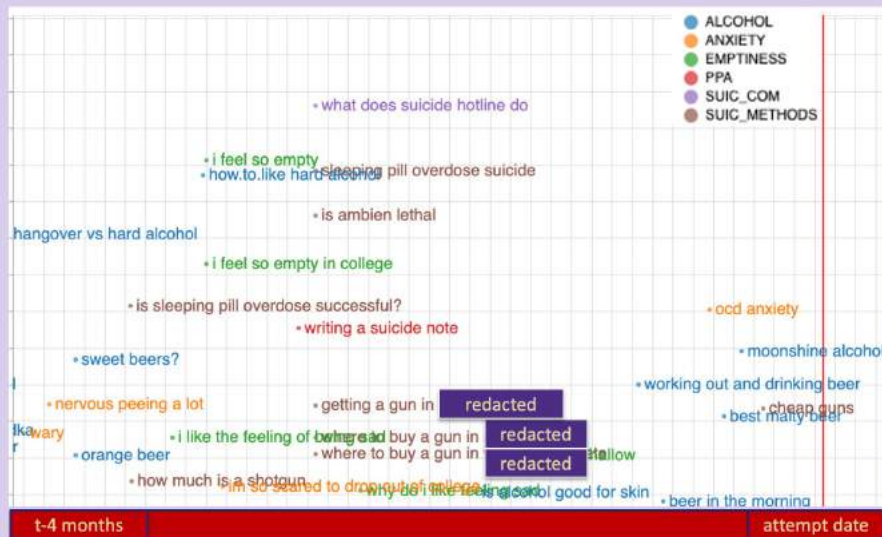 ALCOHOL
ANXIETY
EMPTINESS
PPA
SUIC_COM
SUIC_METHODS
what does suicide hotline do
i feel so empty
sleeping pill overdose suicide
how.to.like hard alcohol
is ambien lethal
hangover vs hard alcohol
i feel so empty in college
is sleeping pill overdose successful?
ocd anxiety
writing a suicide note
moonshine alcohol
sweet beers?
working out and drinking beer
nervous peeing a lot
getting a gun in redacted
cheap guns
best malty beer
wary
i like the feeling of being sad
where to buy a gun in redacted
orange beer
where to buy a gun in redacted
how much is a shotgun
im so scared to drop out of college
why do i like feeling sad
is alcohol good for skin
beer in the morning
t-4 months
attempt date